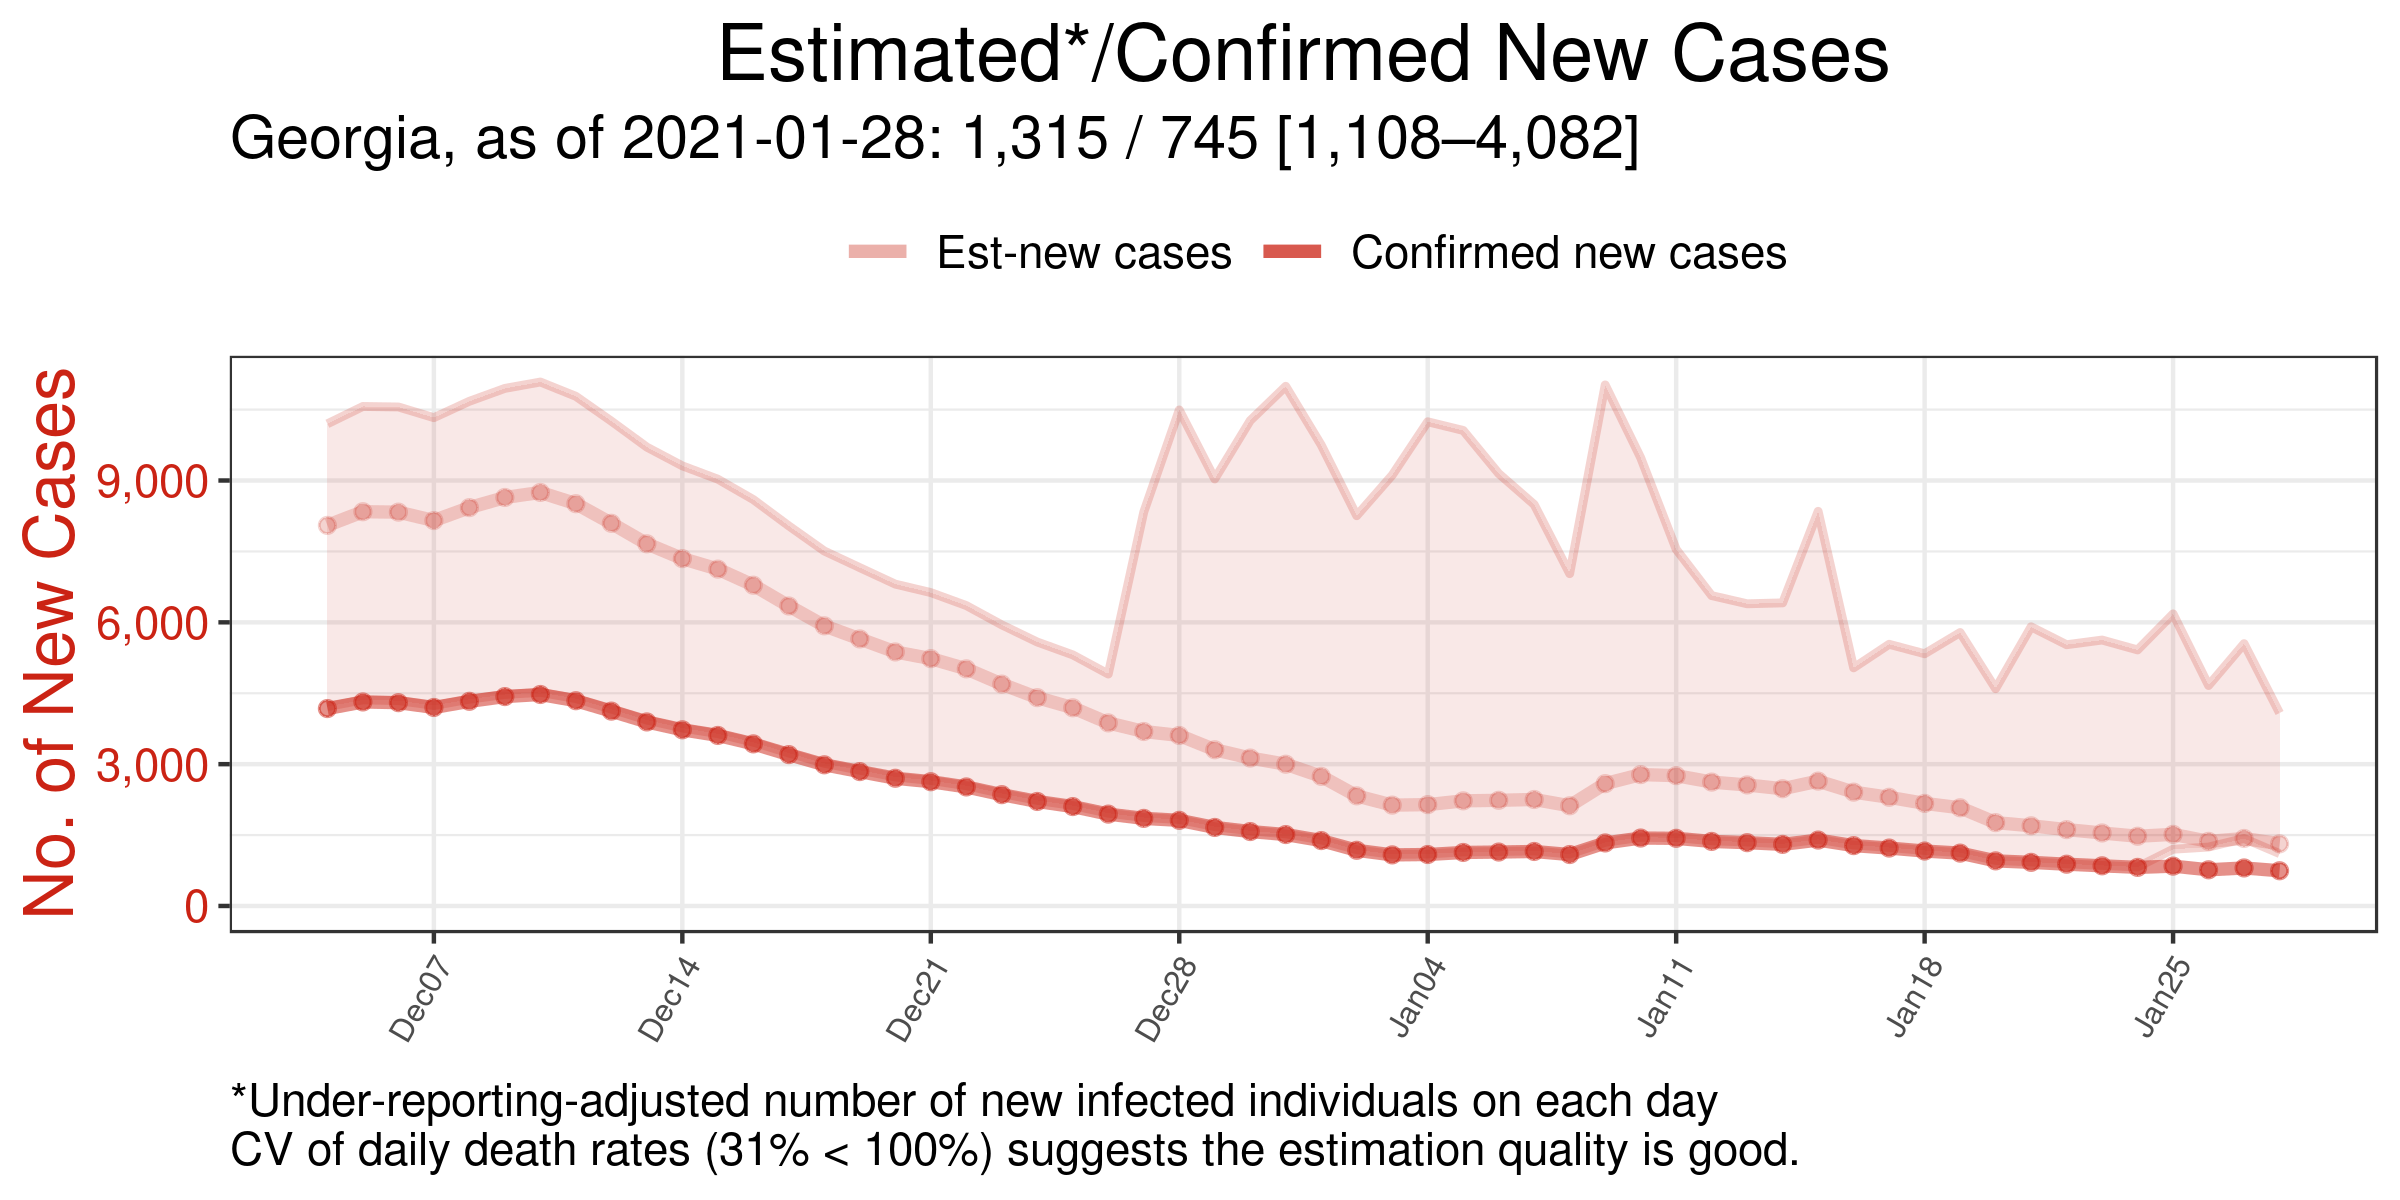 Estimated*/Confirmed New Cases
Georgia, as of 2021-01-28: 1,315 / 745 [1,108–4,082]
Est-new cases
Confirmed new cases
No. of New Cases
9,000
6,000
3,000
0
Dec07
Dec14
Dec21
Dec28
Jan04
Jan11
Jan18
Jan25
*Under-reporting-adjusted number of new infected individuals on each day
CV of daily death rates (31% < 100%) suggests the estimation quality is good.